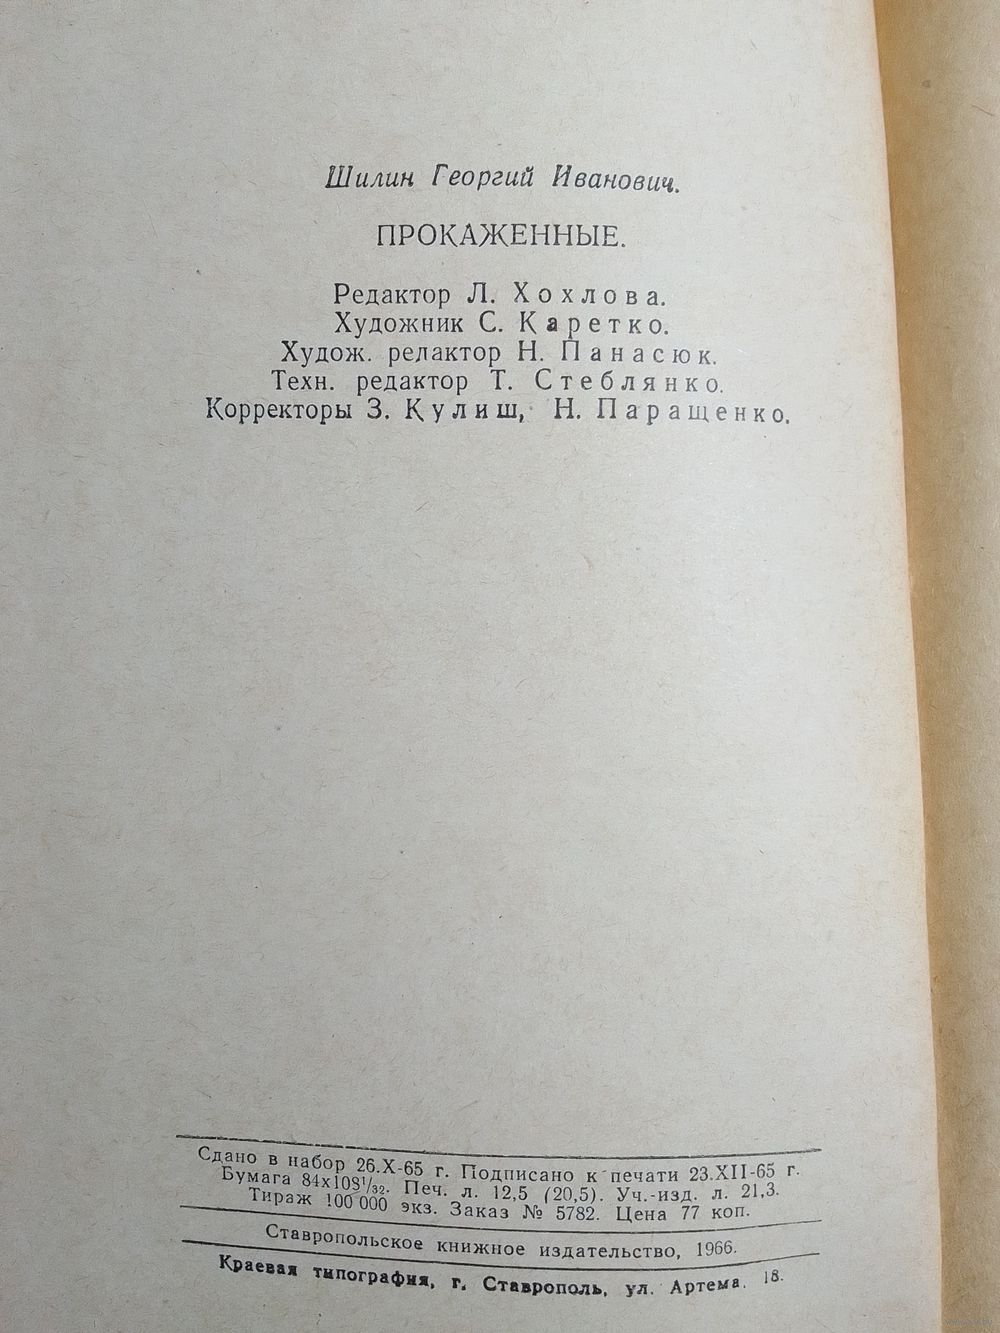 Шилин Георгий Иванович.
ПРОКАЖЕННЫЕ.
Редактор Л. Хохлова.
Художник С. Каретко.
Худож. релактор Н. Панасюк.
Техн. редактор Т. Стеблянко.
Корректоры З. Кулиш, Н. Паращенко.
Сдано в набор 26.X-65 г. Подписано к печати 23.XII-65 г.
Бумага 84х108¹/₃₂. Печ. л. 12,5 (20,5). Уч.-изд. л. 21,3.
Тираж 100 000 экз. Заказ № 5782. Цена 77 коп.
Ставропольское книжное издательство, 1966.
Краевая типография, г. Ставрополь, ул. Артема. 18.